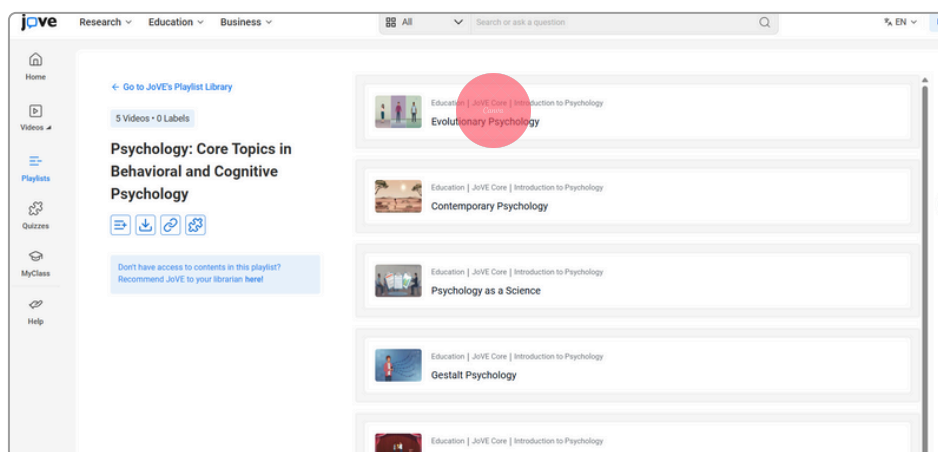 jove Research Education Business All Search or ask a question EN
Home
Videos
Playlists
Quizzes
MyClass
Help
← Go to JoVE's Playlist Library
5 Videos • 0 Labels
Psychology: Core Topics in
Behavioral and Cognitive
Psychology
Don't have access to contents in this playlist?
Recommend JoVE to your librarian here!
Education | JoVE Core | Introduction to Psychology
Evolutionary Psychology
Education | JoVE Core | Introduction to Psychology
Contemporary Psychology
Education | JoVE Core | Introduction to Psychology
Psychology as a Science
Education | JoVE Core | Introduction to Psychology
Gestalt Psychology
Education | JoVE Core | Introduction to Psychology